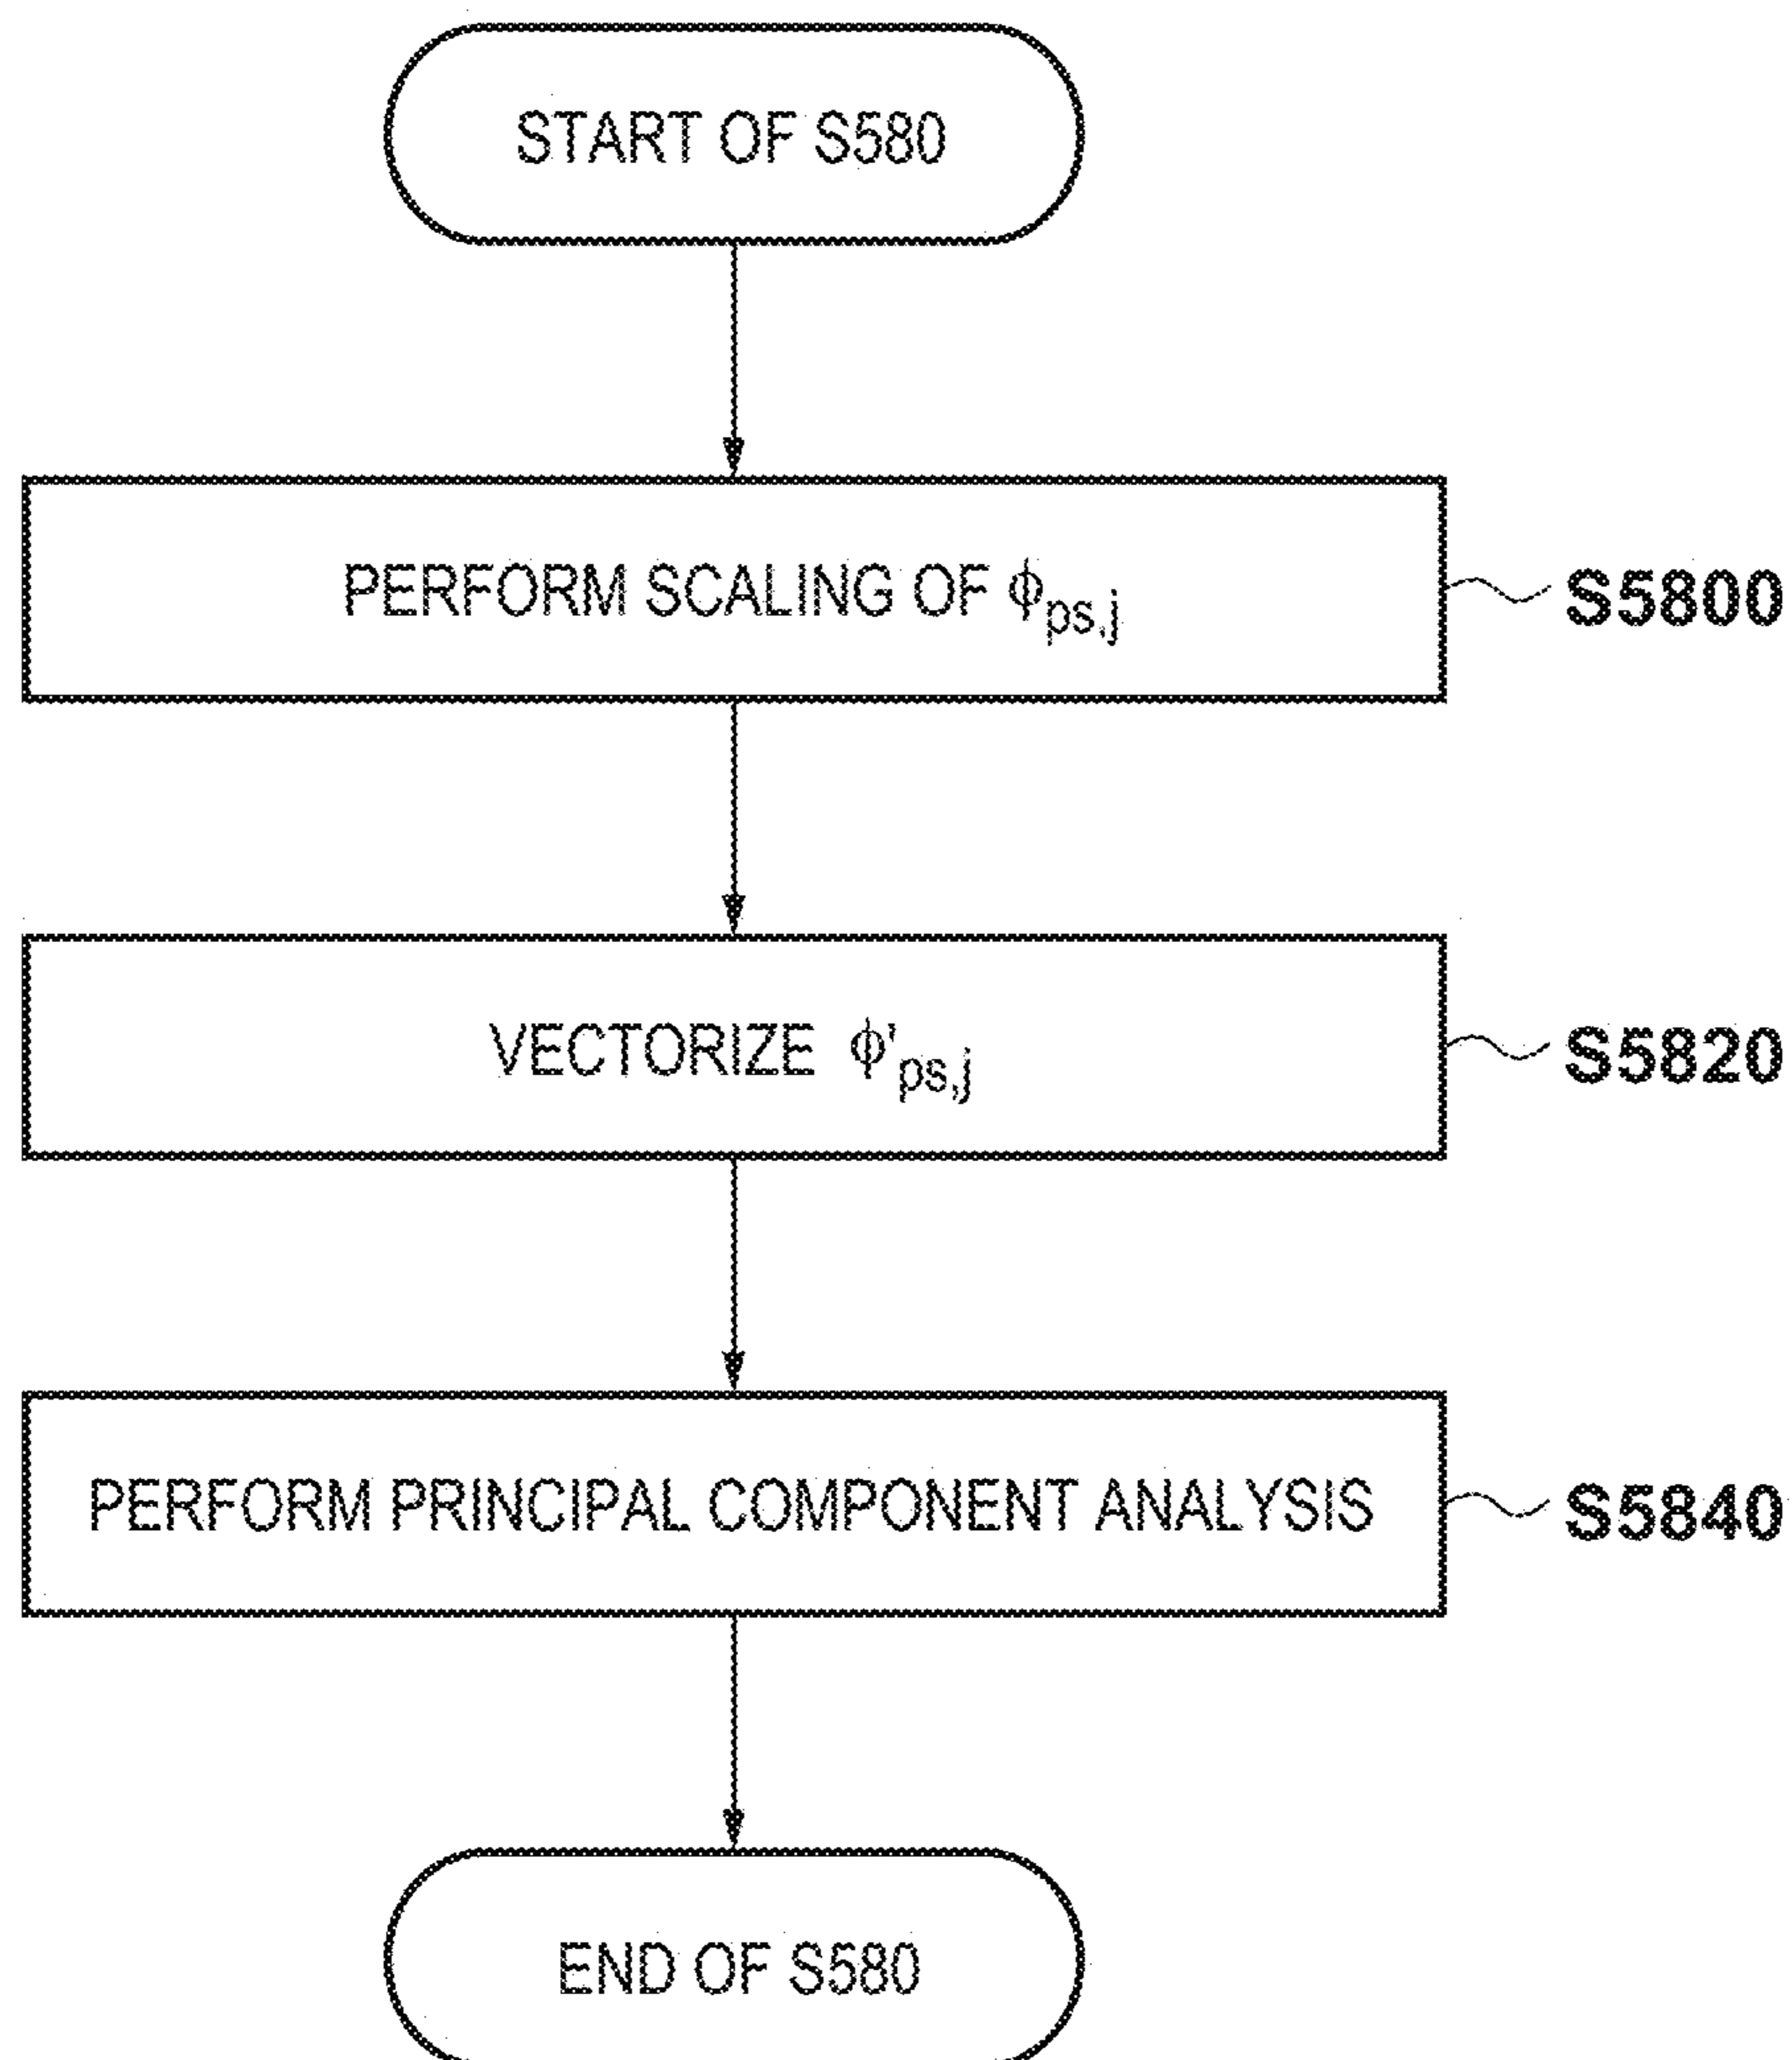 START OF S580
PERFORM SCALING OF ϕps,j
S5800
VECTORIZE ϕ'ps,j
S5820
PERFORM PRINCIPAL COMPONENT ANALYSIS
S5840
END OF S580